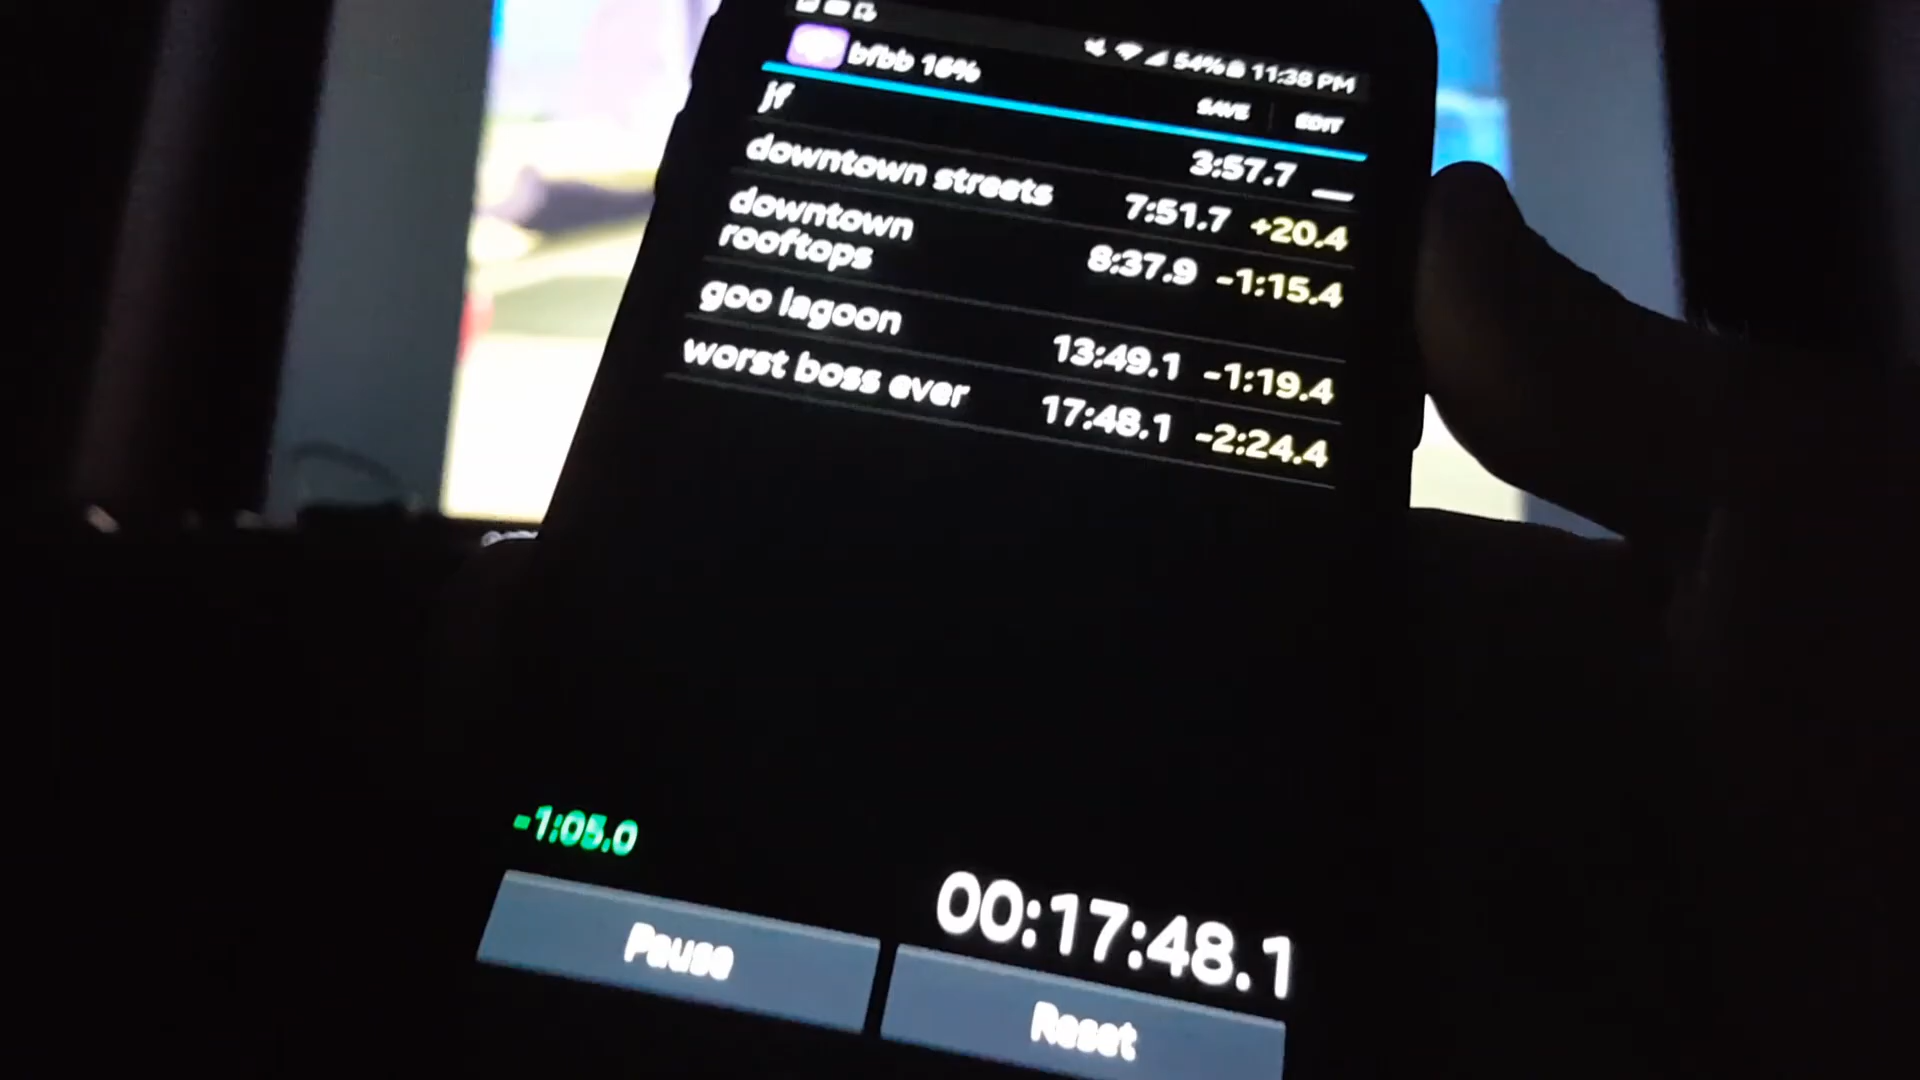 54% 11:38 PM
bfbb 16%
SAVE EDIT
jf 3:57.7 —
downtown streets 7:51.7 +20.4
downtown
rooftops 8:37.9 -1:15.4
goo lagoon 13:49.1 -1:19.4
worst boss ever 17:48.1 -2:24.4
-1:05.0
00:17:48.1
Pause Reset